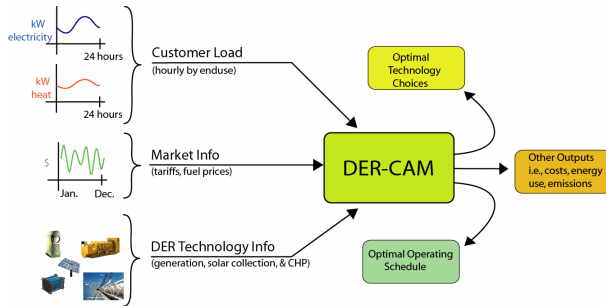 kW
electricity
24 hours
kW
heat
24 hours
Customer Load
(hourly by enduse)
$
Jan.
Dec.
Market Info
(tariffs, fuel prices)
DER Technology Info
(generation, solar collection, & CHP)
DER-CAM
Optimal
Technology
Choices
Other Outputs
i.e., costs, energy
use, emissions
Optimal Operating
Schedule